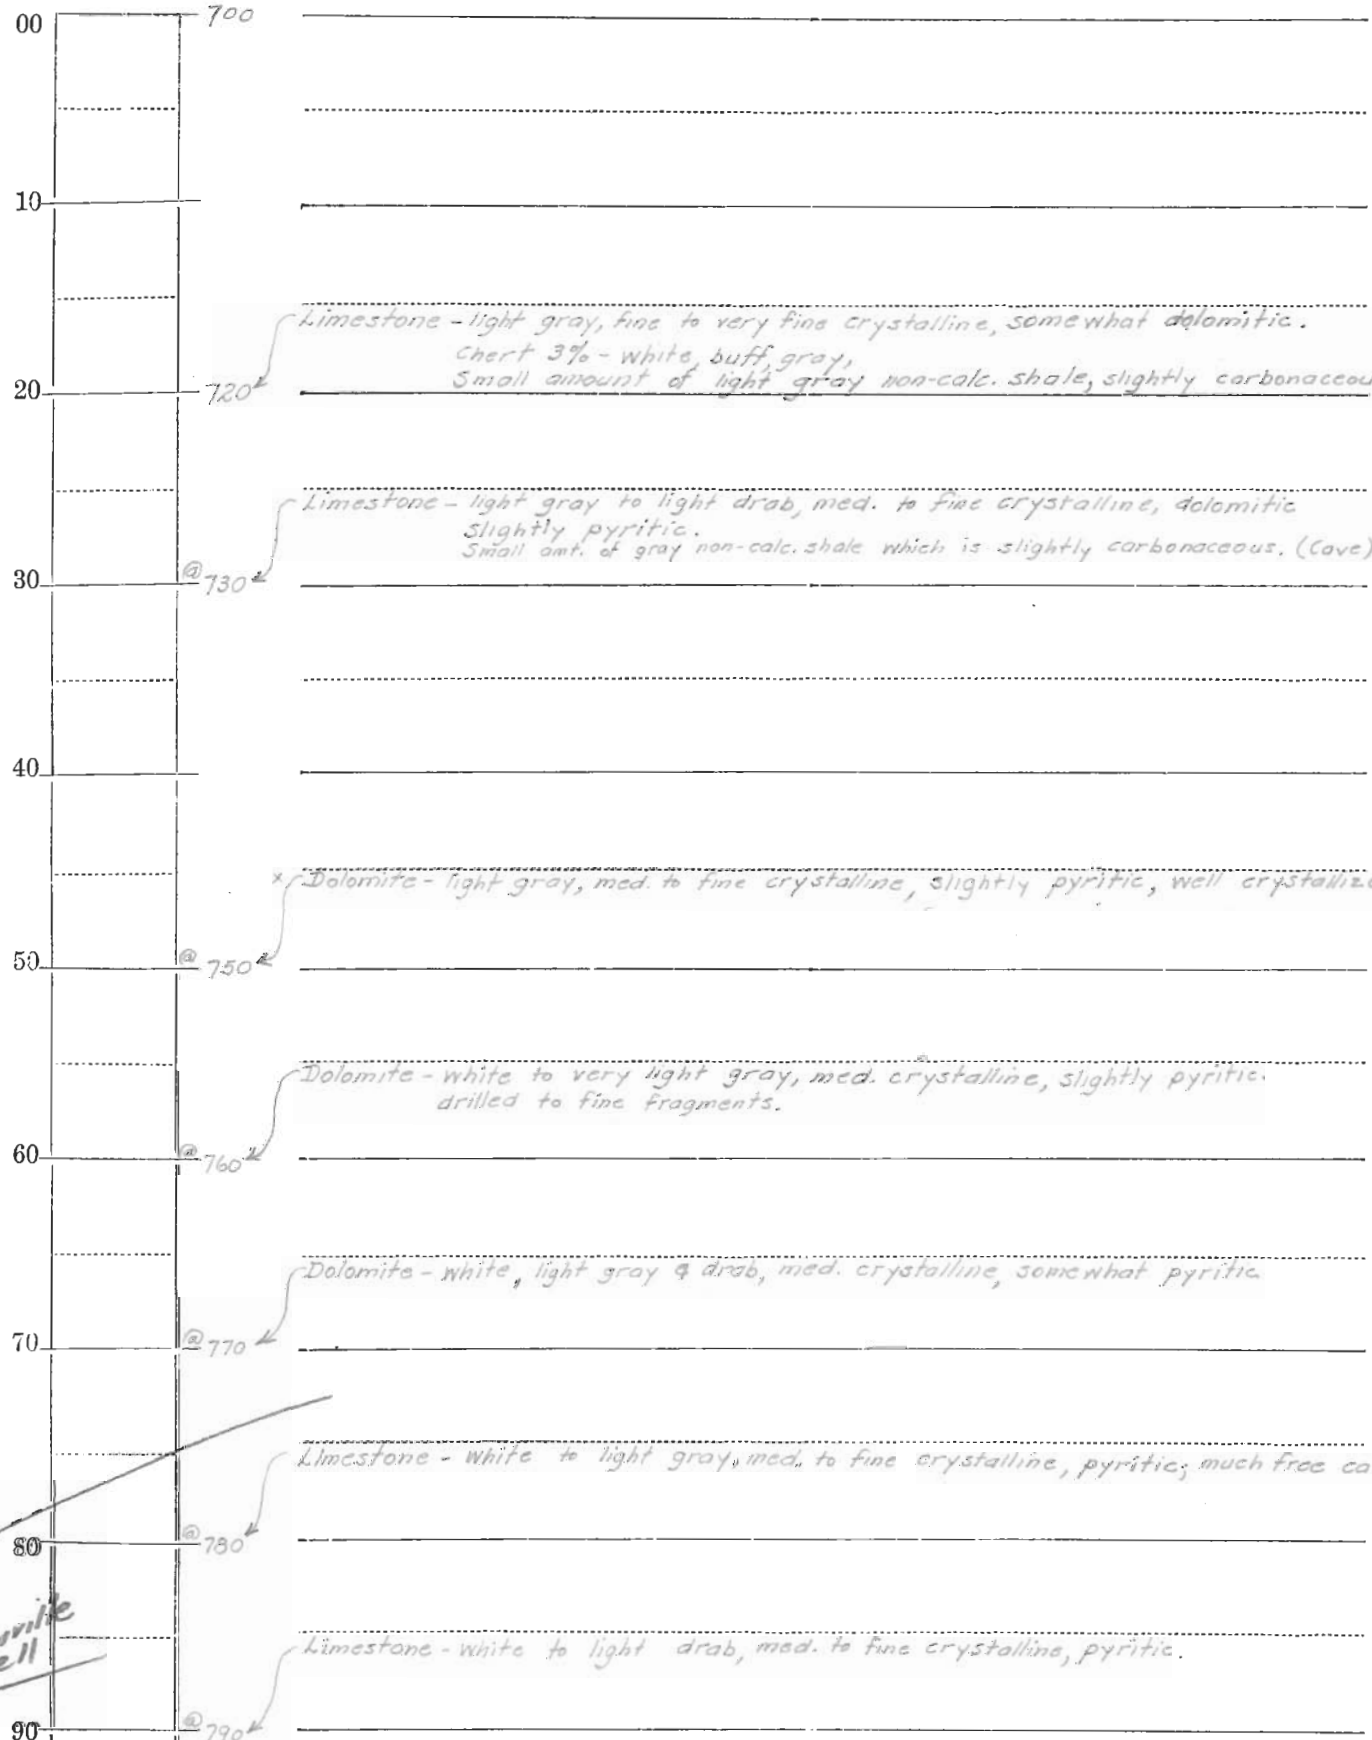 00 700
10
Limestone - light gray, fine to very fine crystalline, somewhat dolomitic.
Chert 3% - white, buff, gray,
Small amount of light gray non-calc. shale, slightly carbonaceou
20 720
Limestone - light gray to light drab, med. to fine crystalline, dolomitic
slightly pyritic.
Small amt. of gray non-calc. shale which is slightly carbonaceous. (Cave)
30 @ 730
40
x Dolomite - light gray, med. to fine crystalline, slightly pyritic, well crystallize
50 @ 750
Dolomite - white to very light gray, med. crystalline, slightly pyritic.
drilled to fine fragments.
60 @ 760
Dolomite - white, light gray & drab, med. crystalline, somewhat pyritic
70 @ 770
Limestone - white to light gray, med. to fine crystalline, pyritic; much free ca
80 @ 780
ville
ell
Limestone - white to light drab, med. to fine crystalline, pyritic.
90 @ 790